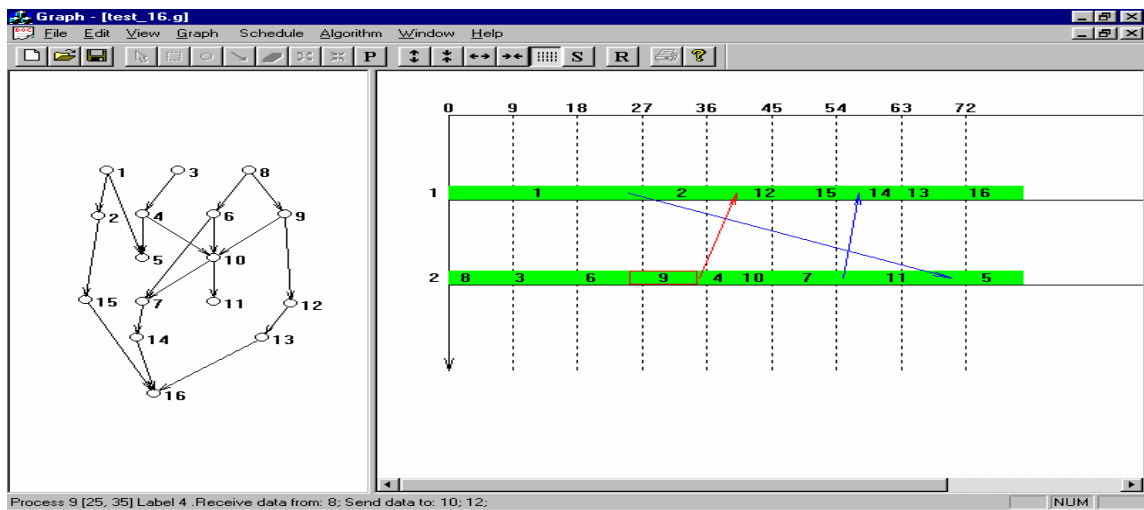 Graph - [test_16.g]
File Edit View Graph Schedule Algorithm Window Help
P S R
0 9 18 27 36 45 54 63 72
1 3 8
1 1 2 12 15 14 13 16
2 4 6 9
5 10
2 8 3 6 9 4 10 7 11 5
15 7 11 12
14 13
16
Process 9 [25, 35] Label 4 .Receive data from: 8; Send data to: 10; 12;
NUM